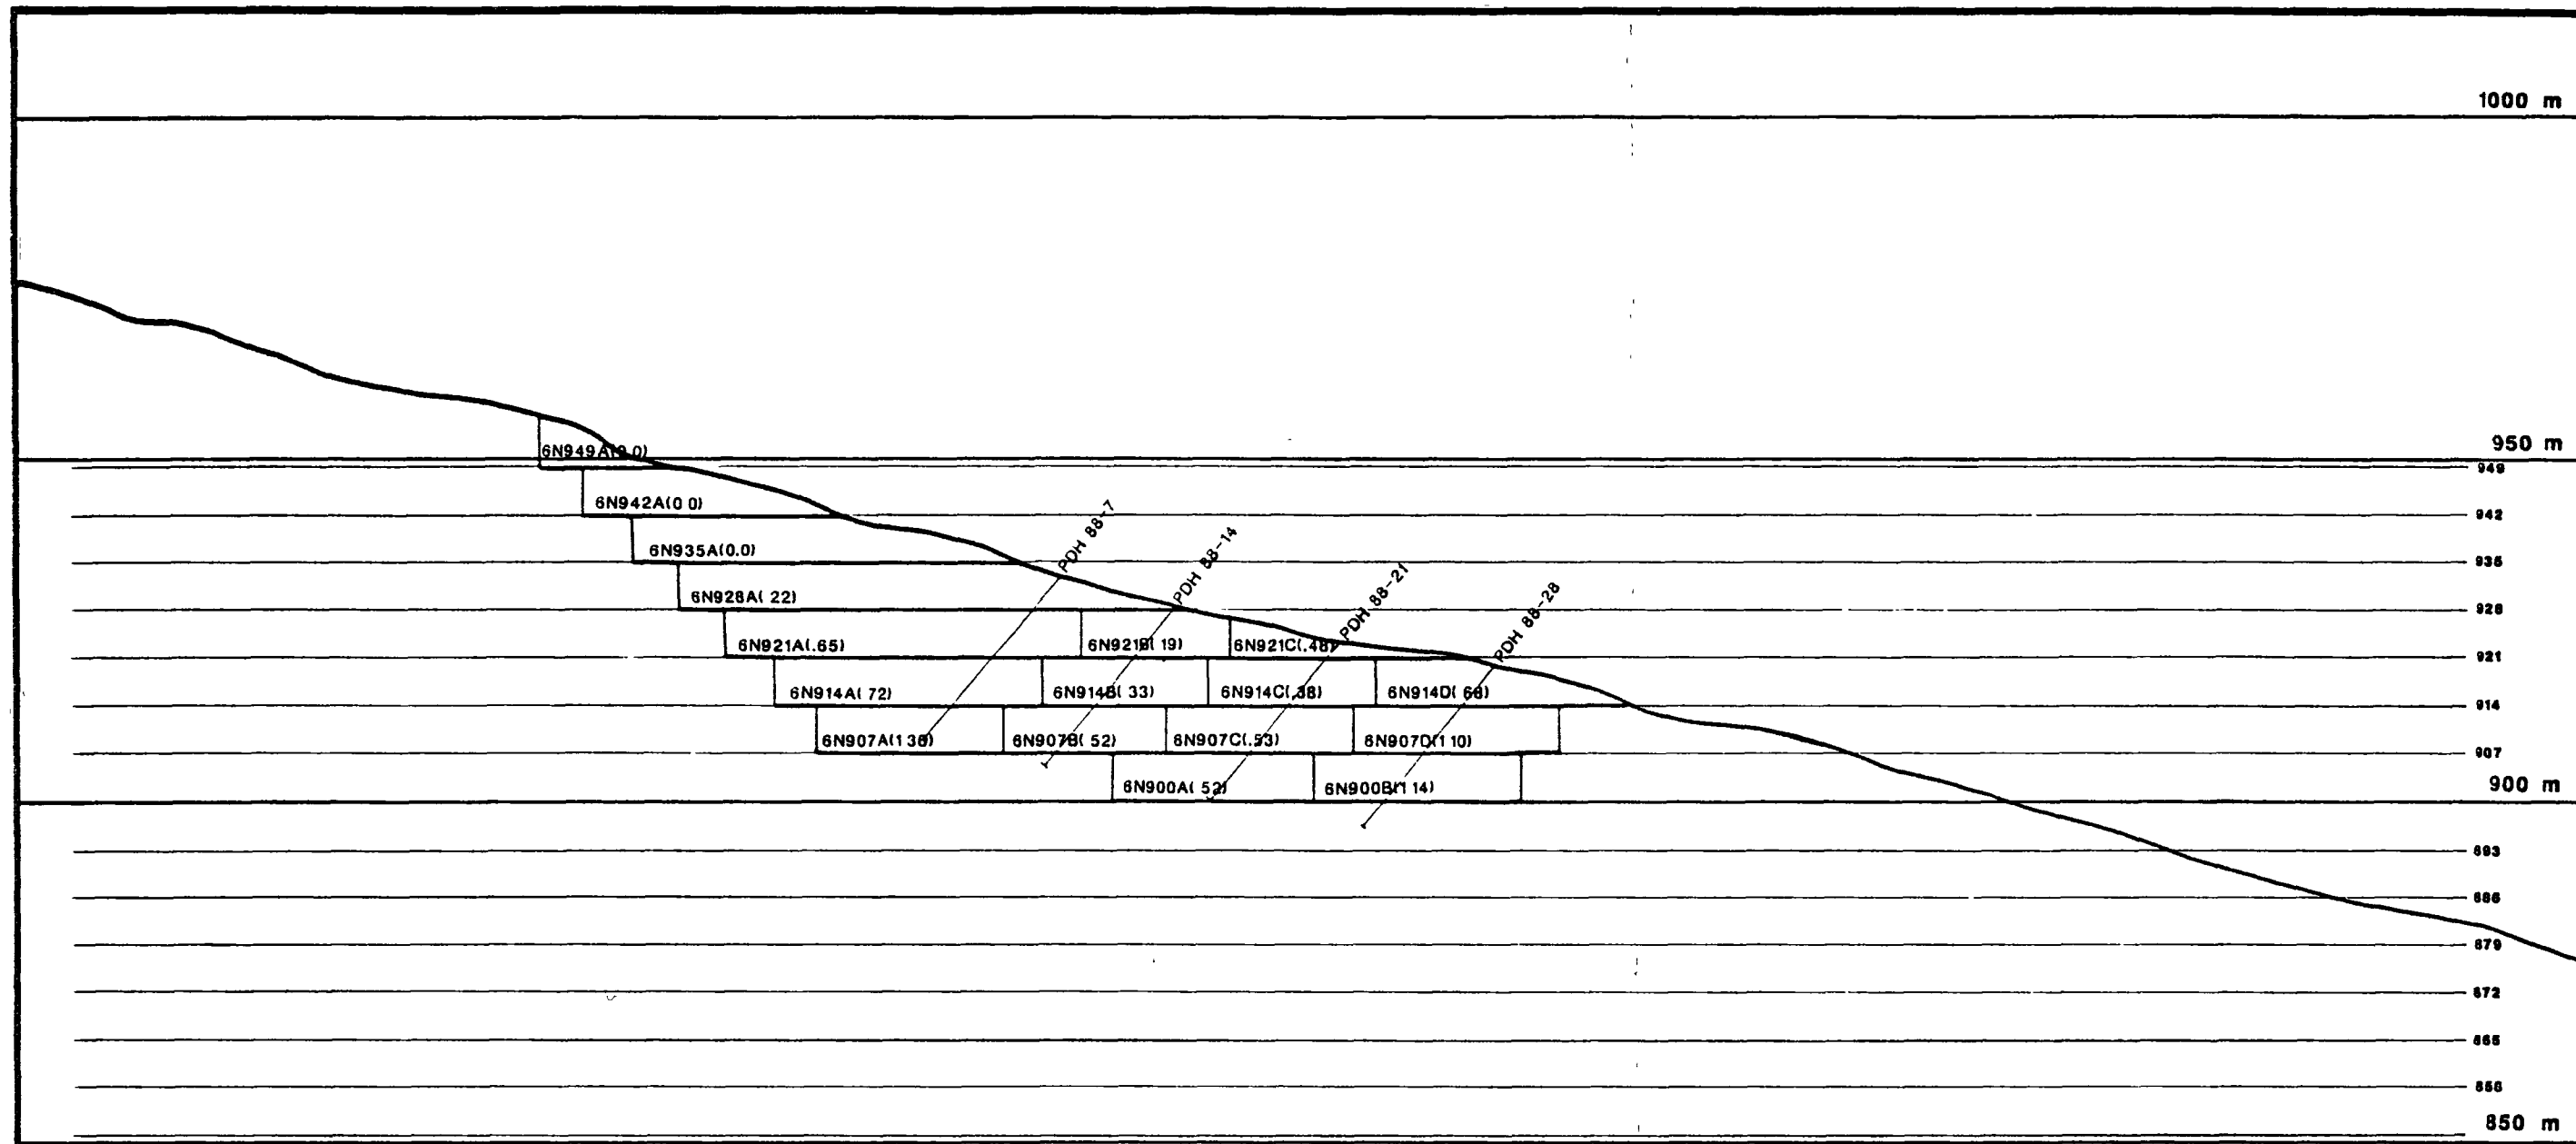 1000 m
950 m
6N949A(0.0)
949
6N942A(0 0)
942
6N935A(0.0)
935
PDH 88-7
PDH 88-14
PDH 88-21
PDH 88-28
6N928A( 22)
928
6N921A(.65)
6N921B( 19)
6N921C(.48)
921
6N914A( 72)
6N914B( 33)
6N914C(.38)
6N914D( 68)
914
6N907A(1 36)
6N907B( 52)
6N907C(.53)
6N907D(1 10)
907
6N900A( 52)
6N900B(1 14)
900 m
893
886
879
872
865
858
850 m